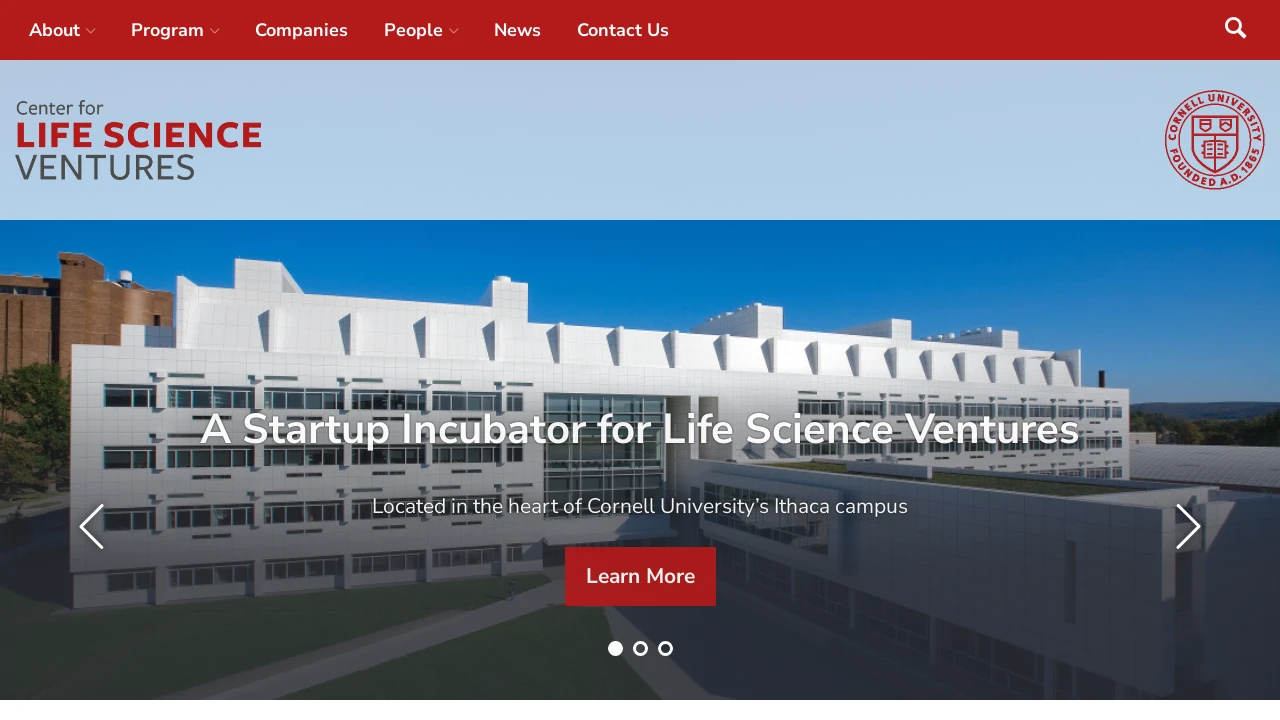 About
Program
Companies
People
News
Contact Us
Center for
LIFE SCIENCE
VENTURES
CORNELL UNIVERSITY
FOUNDED A.D. 1865
A Startup Incubator for Life Science Ventures
Located in the heart of Cornell University’s Ithaca campus
Learn More